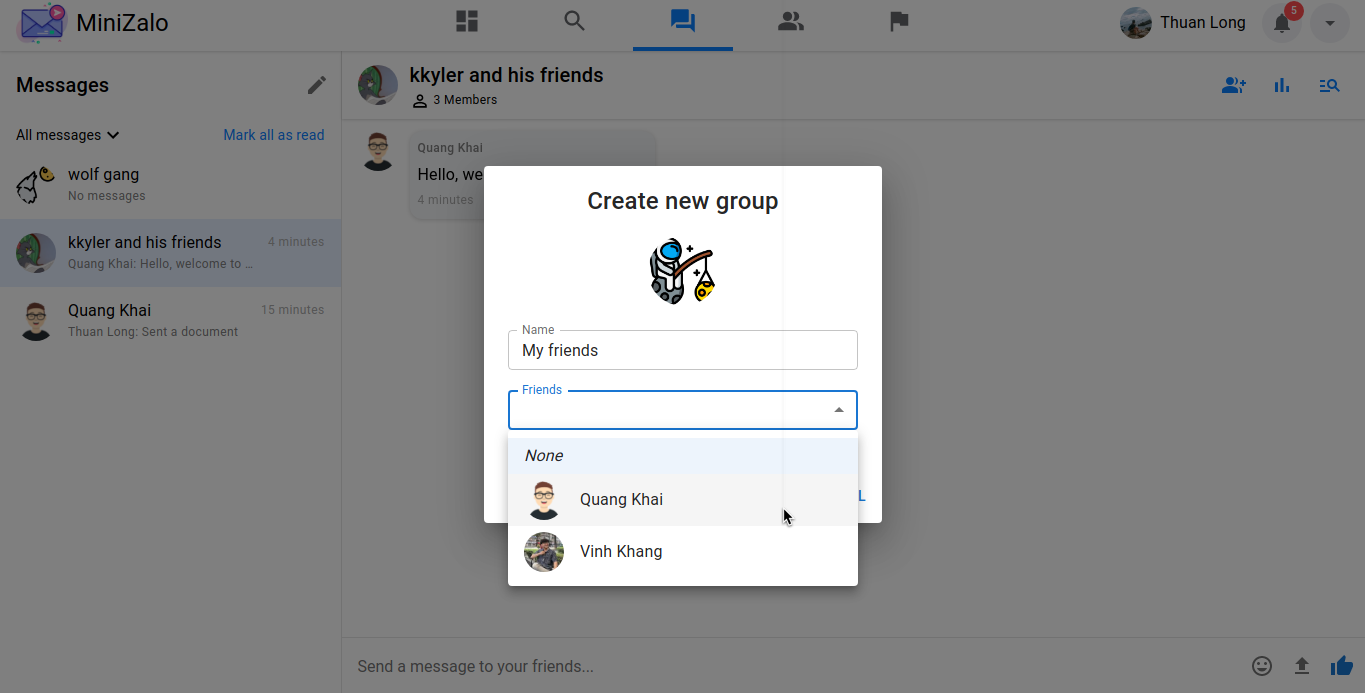 MiniZalo
Thuan Long
5
Messages
All messages
Mark all as read
wolf gang
No messages
kkyler and his friends
4 minutes
Quang Khai: Hello, welcome to ...
Quang Khai
15 minutes
Thuan Long: Sent a document
kkyler and his friends
3 Members
Quang Khai
Hello, we
4 minutes
Create new group
Name
My friends
Friends
None
Quang Khai
Vinh Khang
L
Send a message to your friends...